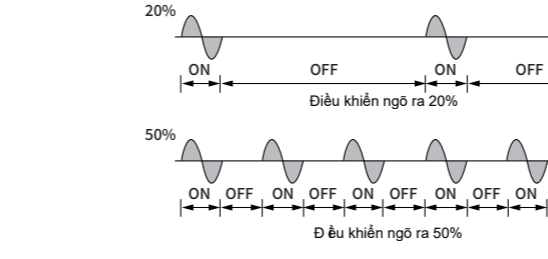 20%
ON OFF ON OFF
Điều khiển ngõ ra 20%
50%
ON OFF ON OFF ON OFF ON OFF ON
Đ ều khiển ngõ ra 50%